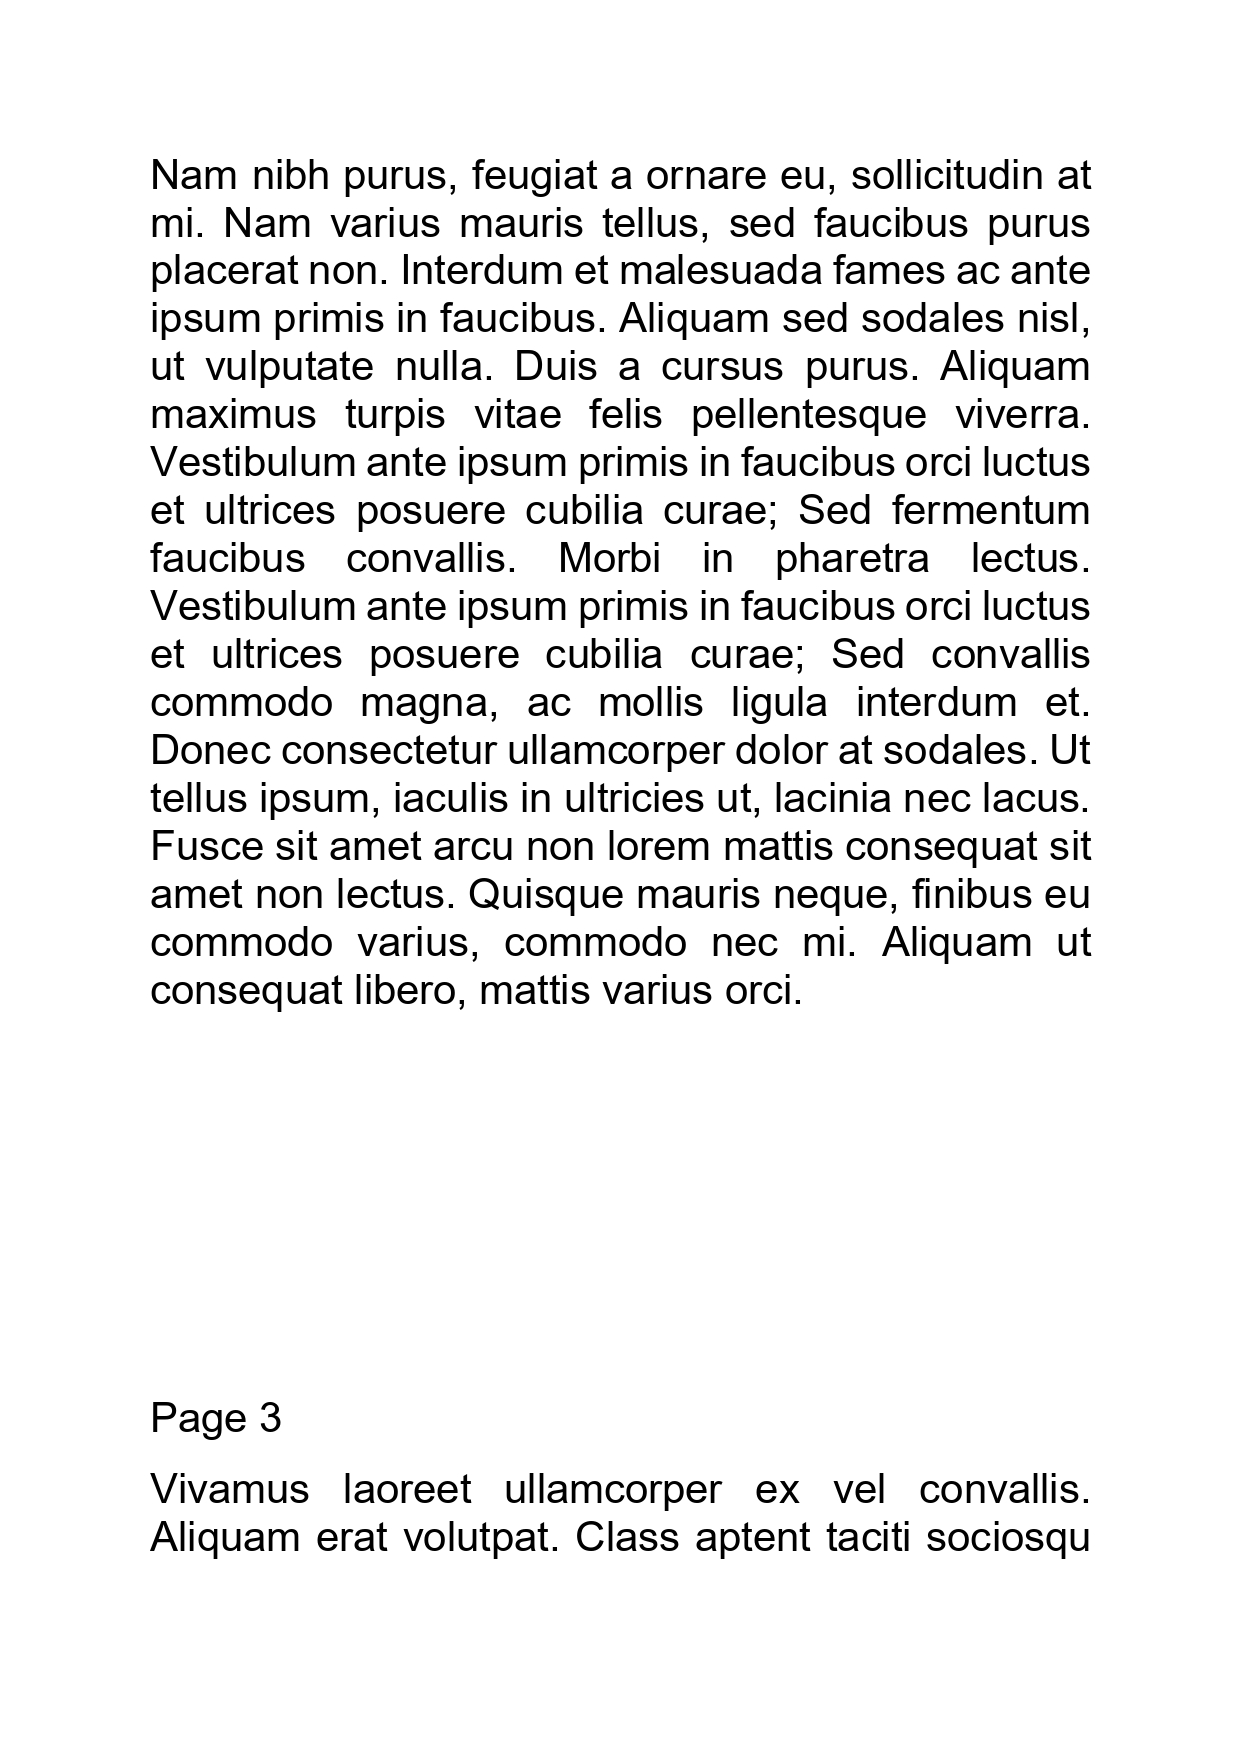 Nam nibh purus, feugiat a ornare eu, sollicitudin at
mi. Nam varius mauris tellus, sed faucibus purus
placerat non. Interdum et malesuada fames ac ante
ipsum primis in faucibus. Aliquam sed sodales nisl,
ut vulputate nulla. Duis a cursus purus. Aliquam
maximus turpis vitae felis pellentesque viverra.
Vestibulum ante ipsum primis in faucibus orci luctus
et ultrices posuere cubilia curae; Sed fermentum
faucibus convallis. Morbi in pharetra lectus.
Vestibulum ante ipsum primis in faucibus orci luctus
et ultrices posuere cubilia curae; Sed convallis
commodo magna, ac mollis ligula interdum et.
Donec consectetur ullamcorper dolor at sodales. Ut
tellus ipsum, iaculis in ultricies ut, lacinia nec lacus.
Fusce sit amet arcu non lorem mattis consequat sit
amet non lectus. Quisque mauris neque, finibus eu
commodo varius, commodo nec mi. Aliquam ut
consequat libero, mattis varius orci.
Page 3
Vivamus laoreet ullamcorper ex vel convallis.
Aliquam erat volutpat. Class aptent taciti sociosqu